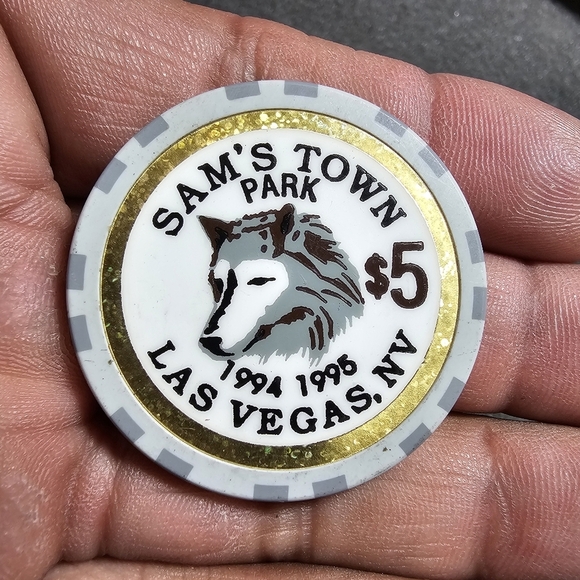 SAM'S TOWN
PARK
$5
1994 1995
LAS VEGAS, NV